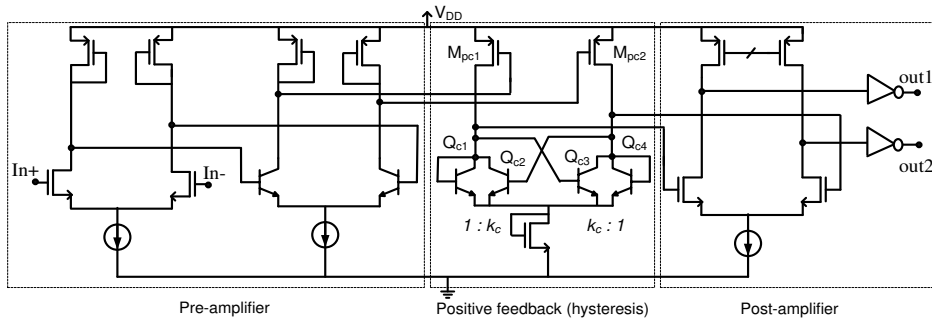 V_DD
M_pc1
M_pc2
out1
Q_c1
Q_c2
Q_c3
Q_c4
In+
In-
out2
1 : k_c
k_c : 1
Pre-amplifier
Positive feedback (hysteresis)
Post-amplifier